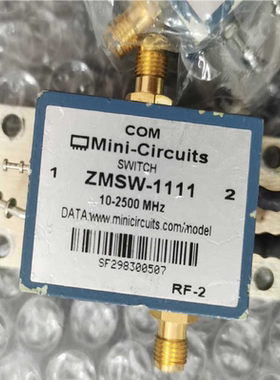 COM
Mini-Circuits
SWITCH
1
ZMSW-1111
2
10-2500 MHz
DATA:www.minicircuits.com/model
SF298300507
RF-2